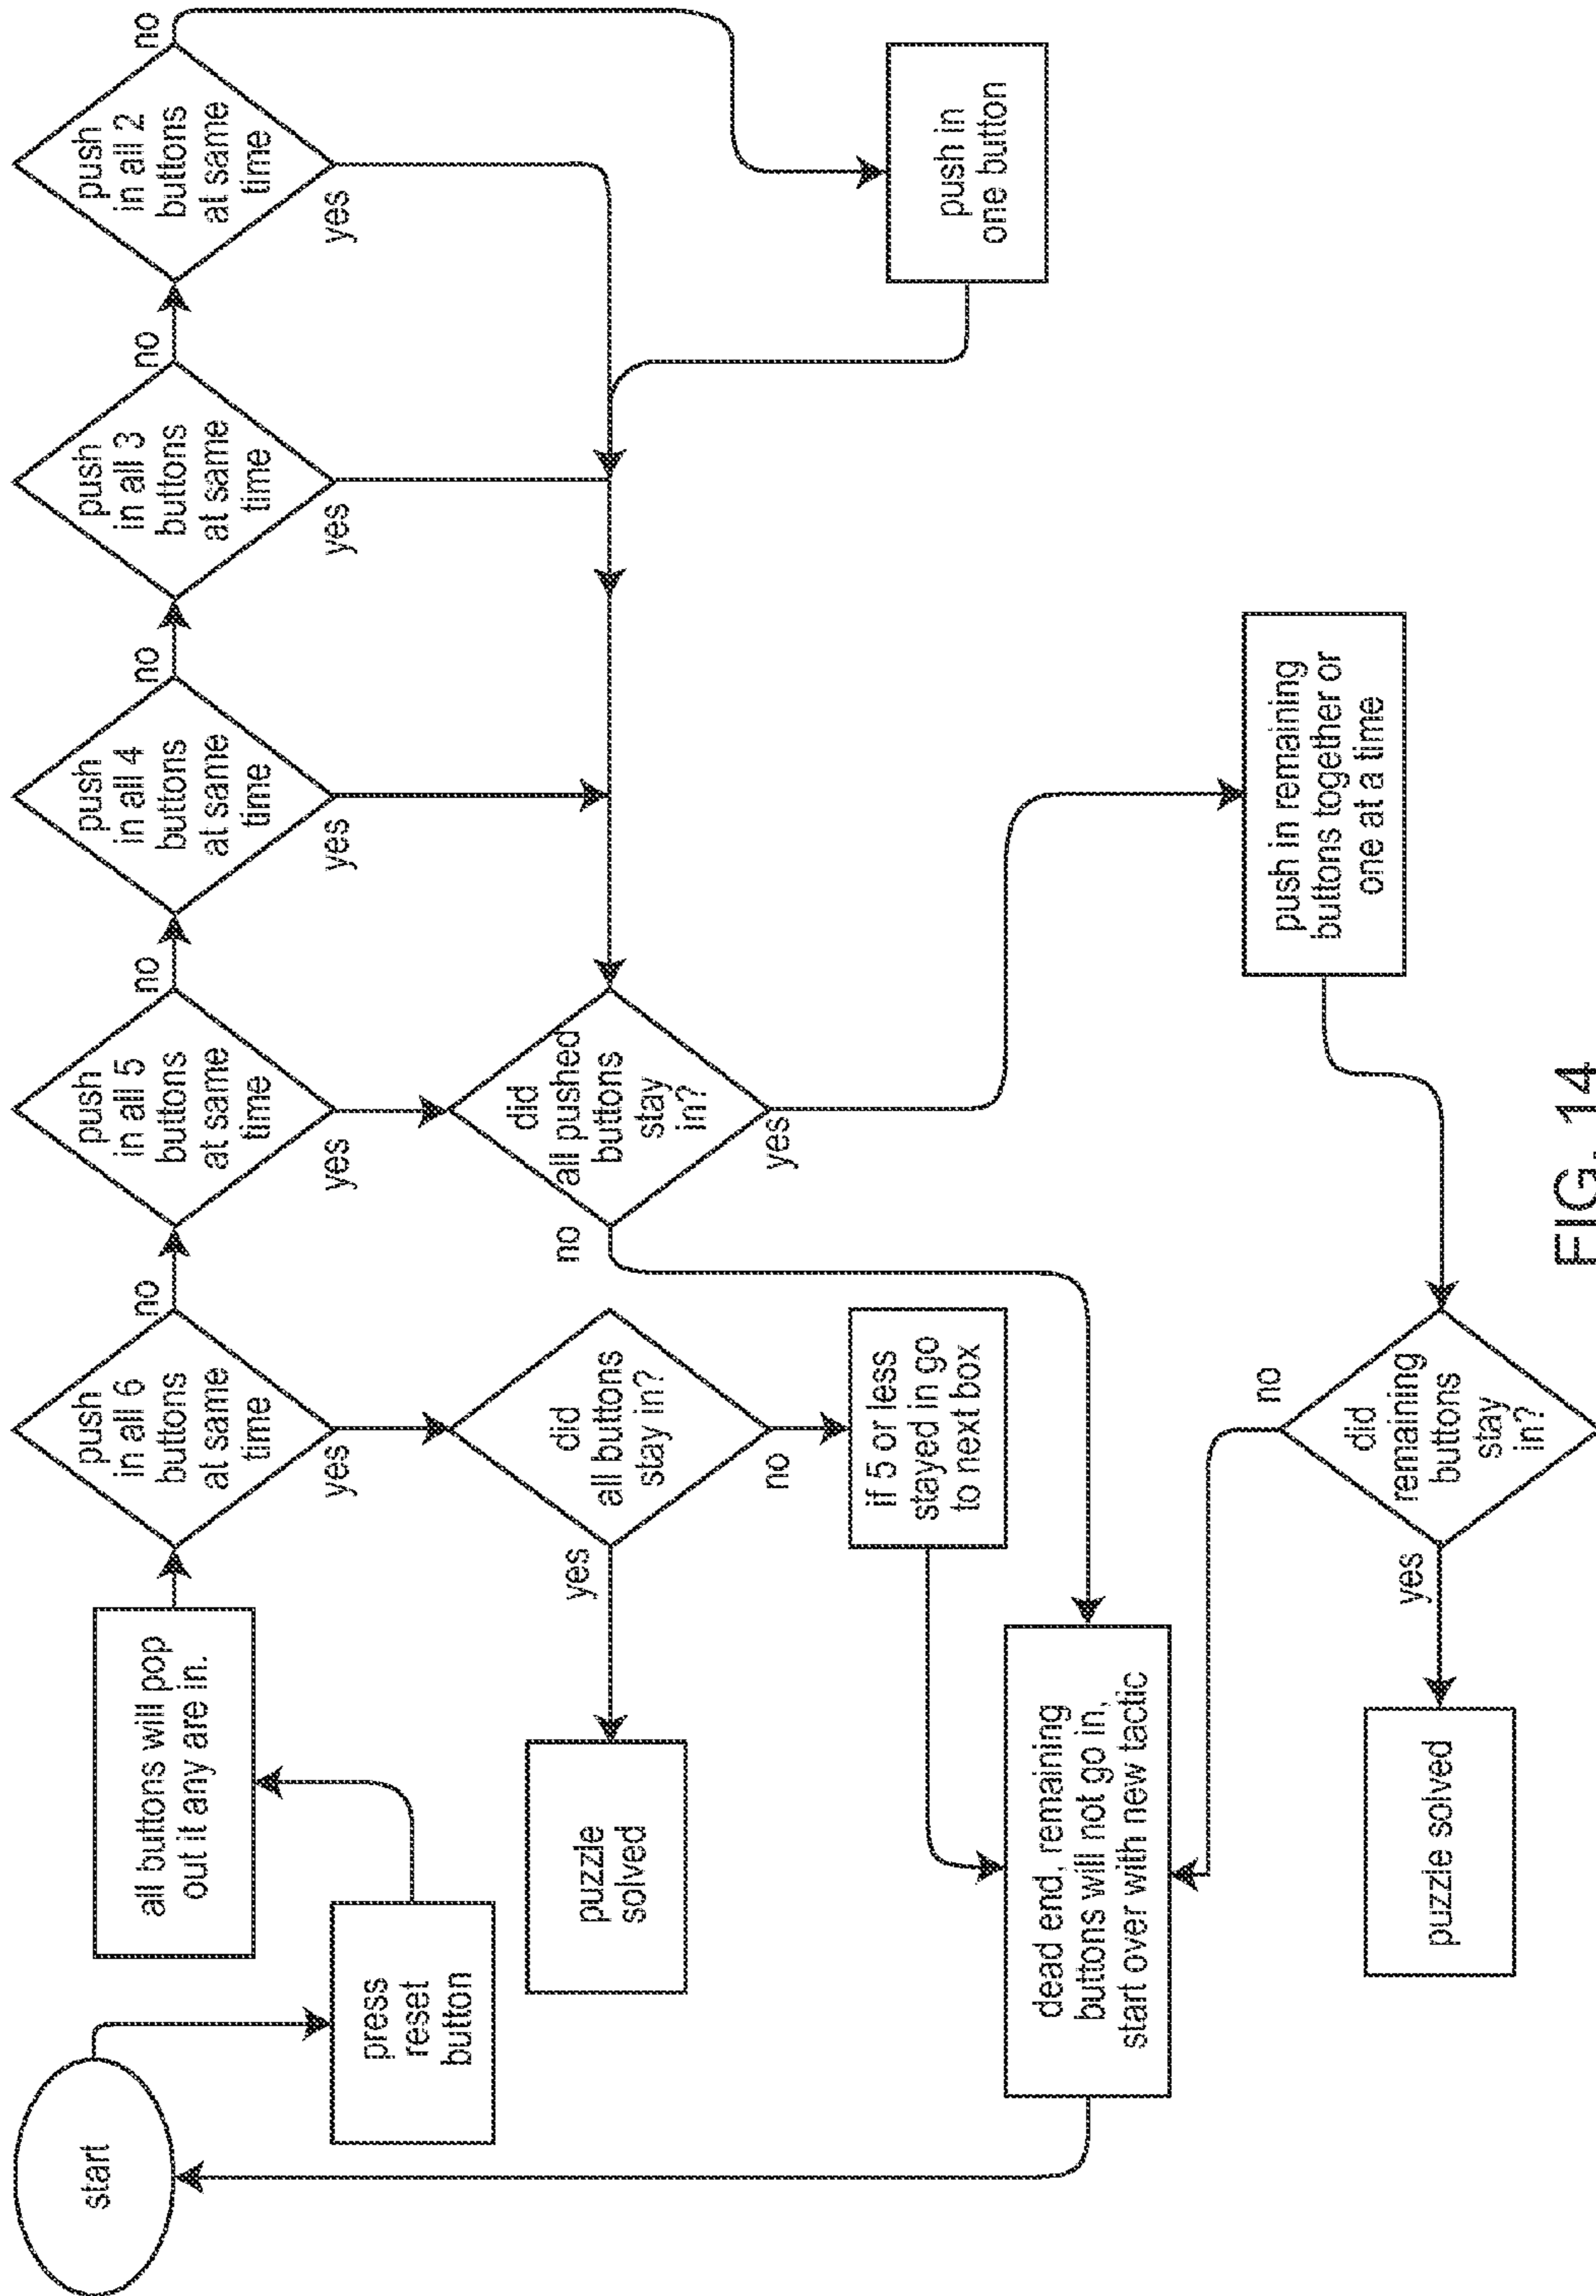 start
press
reset
button
all buttons will pop
out it any are in.
push
in all 6
buttons
at same
time
no
yes
push
in all 5
buttons
at same
time
no
yes
push
in all 4
buttons
at same
time
no
yes
push
in all 3
buttons
at same
time
no
yes
push
in all 2
buttons
at same
time
no
yes
puzzle
solved
yes
did
all buttons
stay in?
no
no
did
all pushed
buttons
stay
in?
yes
if 5 or less
stayed in go
to next box
push in
one button
dead end, remaining
buttons will not go in,
start over with new tactic
push in remaining
buttons together or
one at a time
puzzle solved
yes
did
remaining
buttons
stay
in?
no
FIG. 14